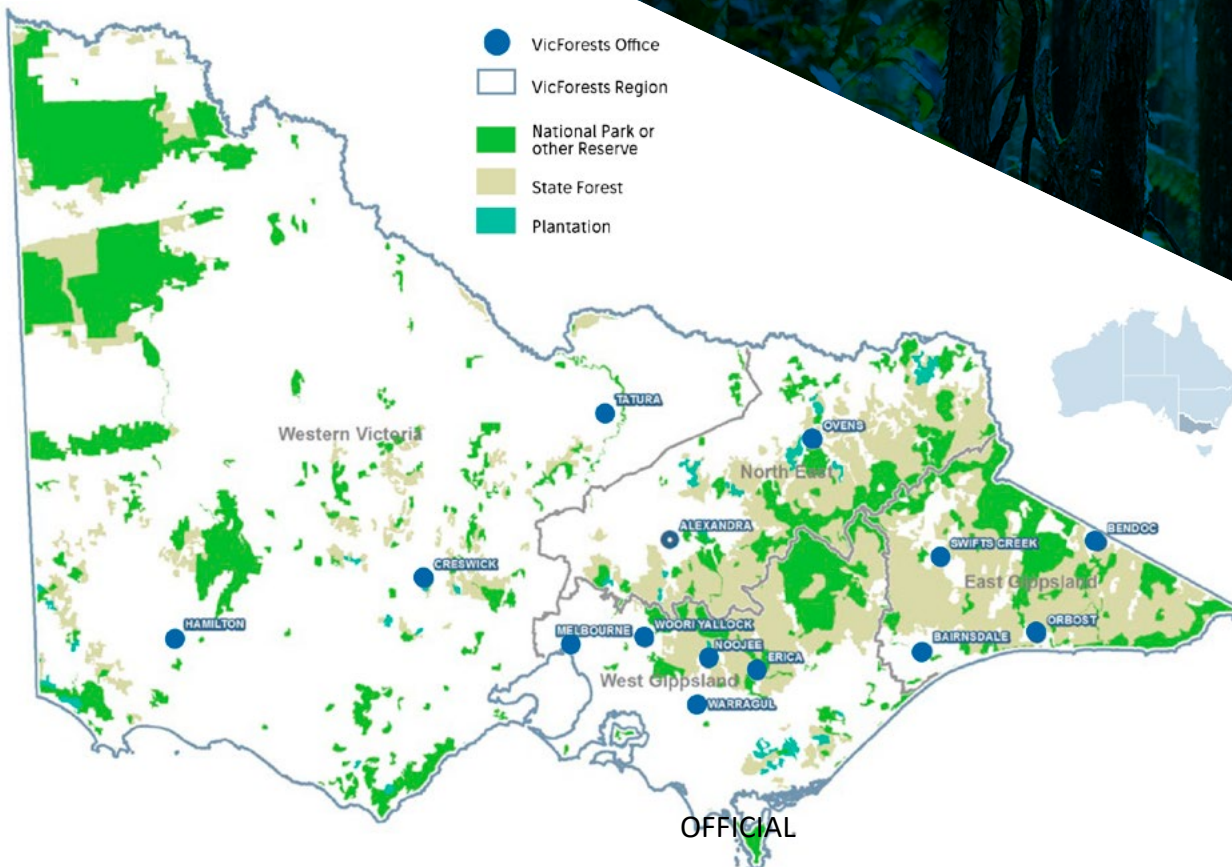 VicForests Office
VicForests Region
National Park or
other Reserve
State Forest
Plantation
TATURA
Western Victoria
OVENS
North East
ALEXANDRA
BENDOC
SWIFTS CREEK
CRESWICK
East Gippsland
HAMILTON
MELBOURNE
WOORI YALLOCK
ORBOST
BAIRNSDALE
NOOJEE
ERICA
West Gippsland
WARRAGUL
OFFICIAL